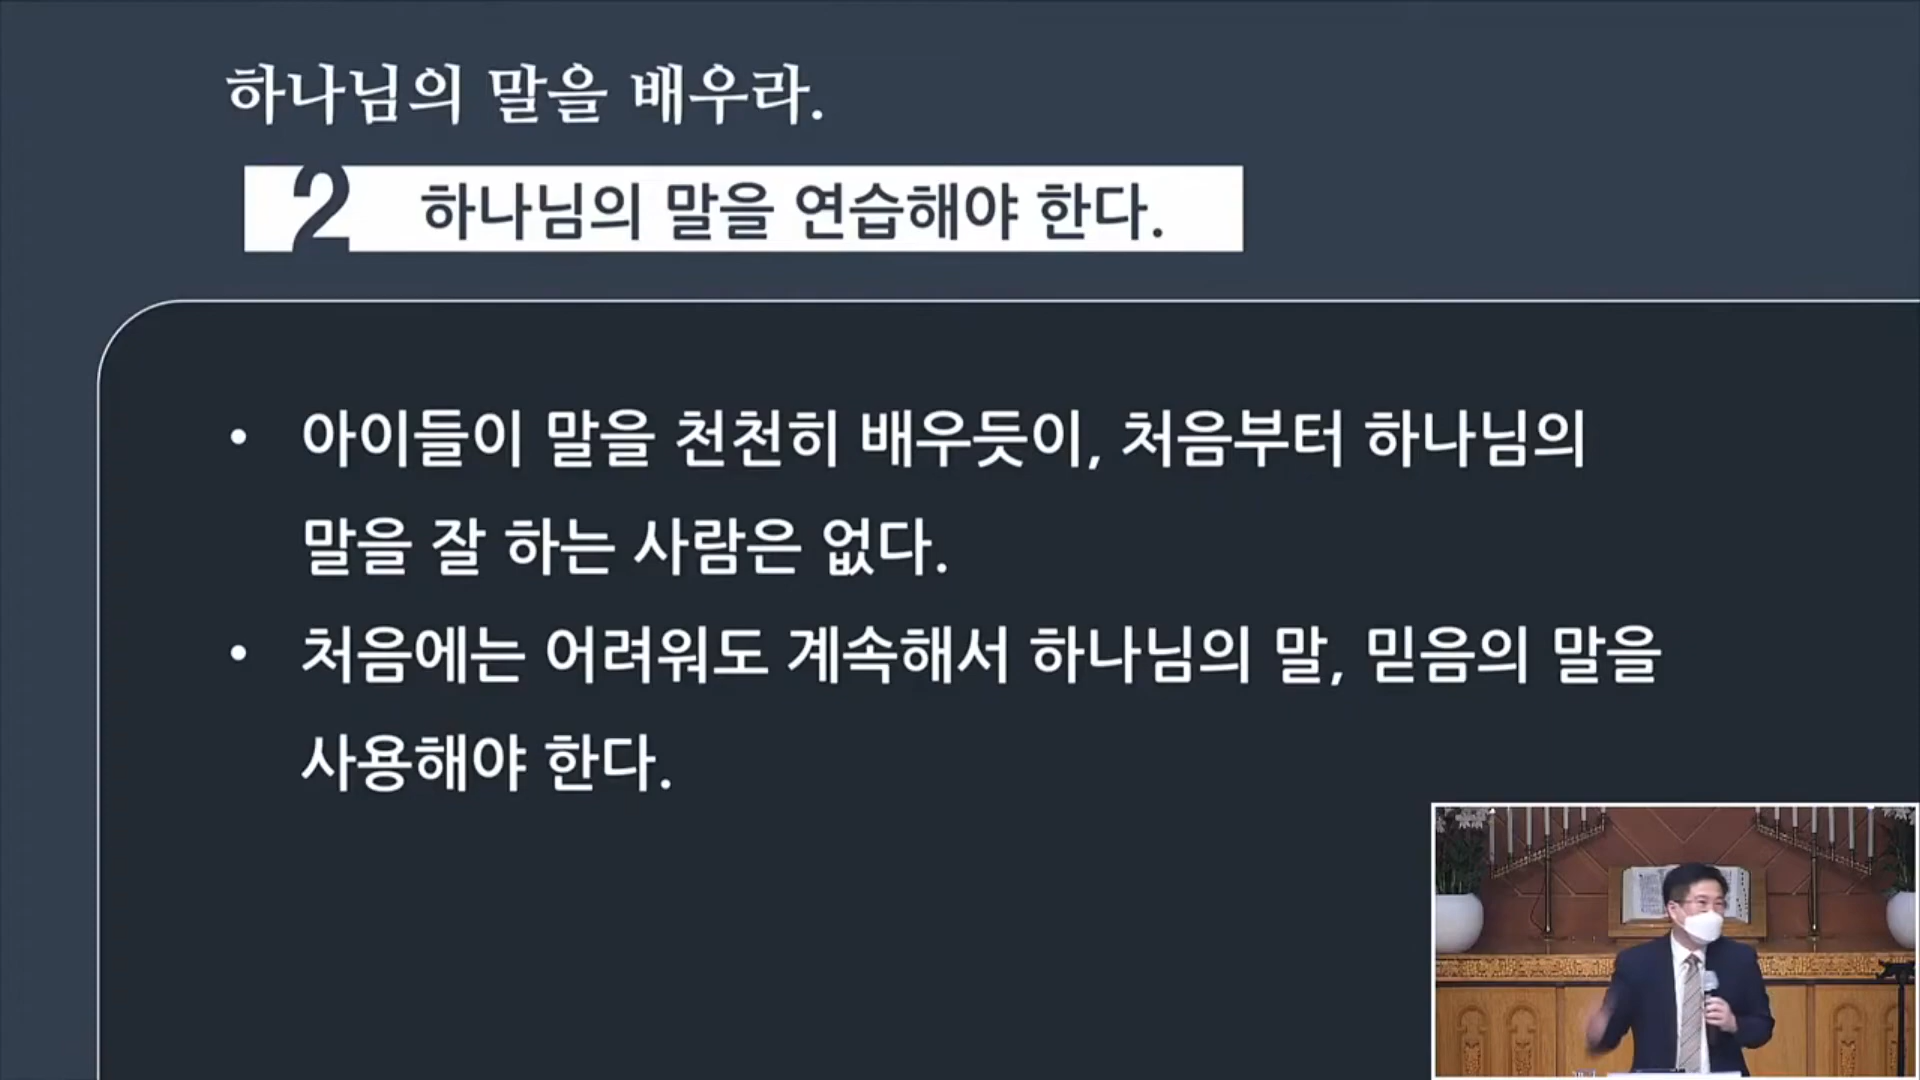 하나님의 말을 배우라.
2 하나님의 말을 연습해야 한다.
• 아이들이 말을 천천히 배우듯이, 처음부터 하나님의
말을 잘 하는 사람은 없다.
• 처음에는 어려워도 계속해서 하나님의 말, 믿음의 말을
사용해야 한다.